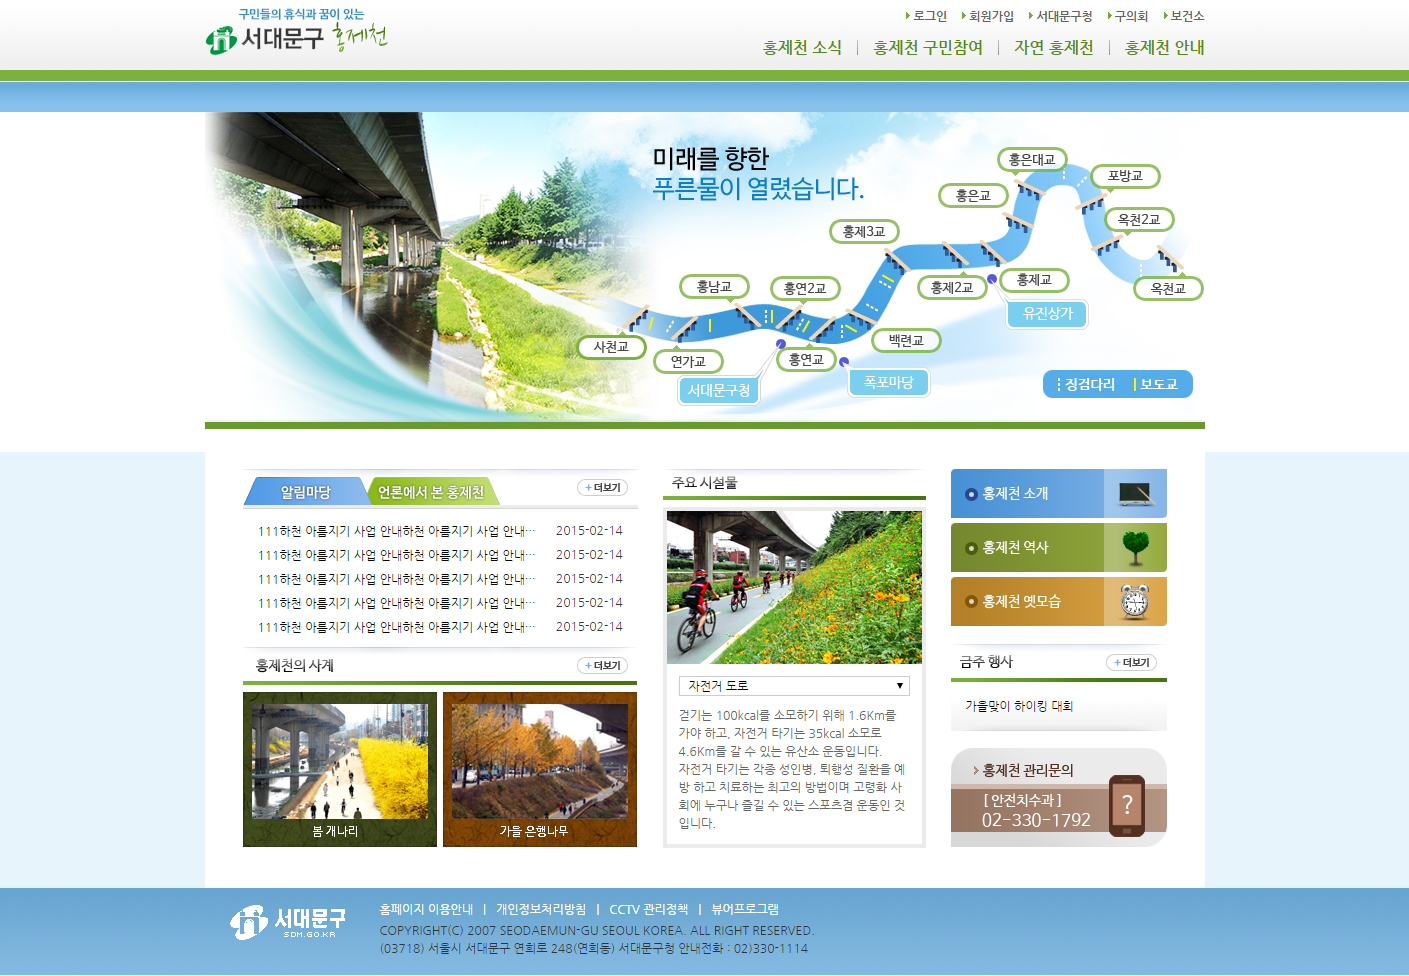 구민들의 휴식과 꿈이 있는
서대문구 홍제천
로그인 회원가입 서대문구청 구의회 보건소
홍제천 소식 홍제천 구민참여 자연 홍제천 홍제천 안내
미래를 향한
푸른물이 열렸습니다.
홍은대교
포방교
홍은교
옥천2교
홍제3교
홍남교
홍연2교
홍제2교
홍제교
옥천교
유진상가
사천교
연가교
홍연교
백련교
서대문구청
폭포마당
징검다리 보도교
알림마당 언론에서 본 홍제천 + 더보기
111하천 아름지기 사업 안내하천 아름지기 사업 안내… 2015-02-14
111하천 아름지기 사업 안내하천 아름지기 사업 안내… 2015-02-14
111하천 아름지기 사업 안내하천 아름지기 사업 안내… 2015-02-14
111하천 아름지기 사업 안내하천 아름지기 사업 안내… 2015-02-14
111하천 아름지기 사업 안내하천 아름지기 사업 안내… 2015-02-14
홍제천의 사계 + 더보기
봄 개나리
가을 은행나무
주요 시설물
자전거 도로
걷기는 100kcal를 소모하기 위해 1.6Km를
가야 하고, 자전거 타기는 35kcal 소모로
4.6Km를 갈 수 있는 유산소 운동입니다.
자전거 타기는 각종 성인병, 퇴행성 질환을 예
방 하고 치료하는 최고의 방법이며 고령화 사
회에 누구나 즐길 수 있는 스포츠겸 운동인 것
입니다.
홍제천 소개
홍제천 역사
홍제천 옛모습
금주 행사 + 더보기
가을맞이 하이킹 대회
홍제천 관리문의
[ 안전치수과 ]
02-330-1792
?
서대문구
SDM.GO.KR
홈페이지 이용안내 | 개인정보처리방침 | CCTV 관리정책 | 뷰어프로그램
COPYRIGHT(C) 2007 SEODAEMUN-GU SEOUL KOREA. ALL RIGHT RESERVED.
(03718) 서울시 서대문구 연희로 248(연희동) 서대문구청 안내전화 : 02)330-1114